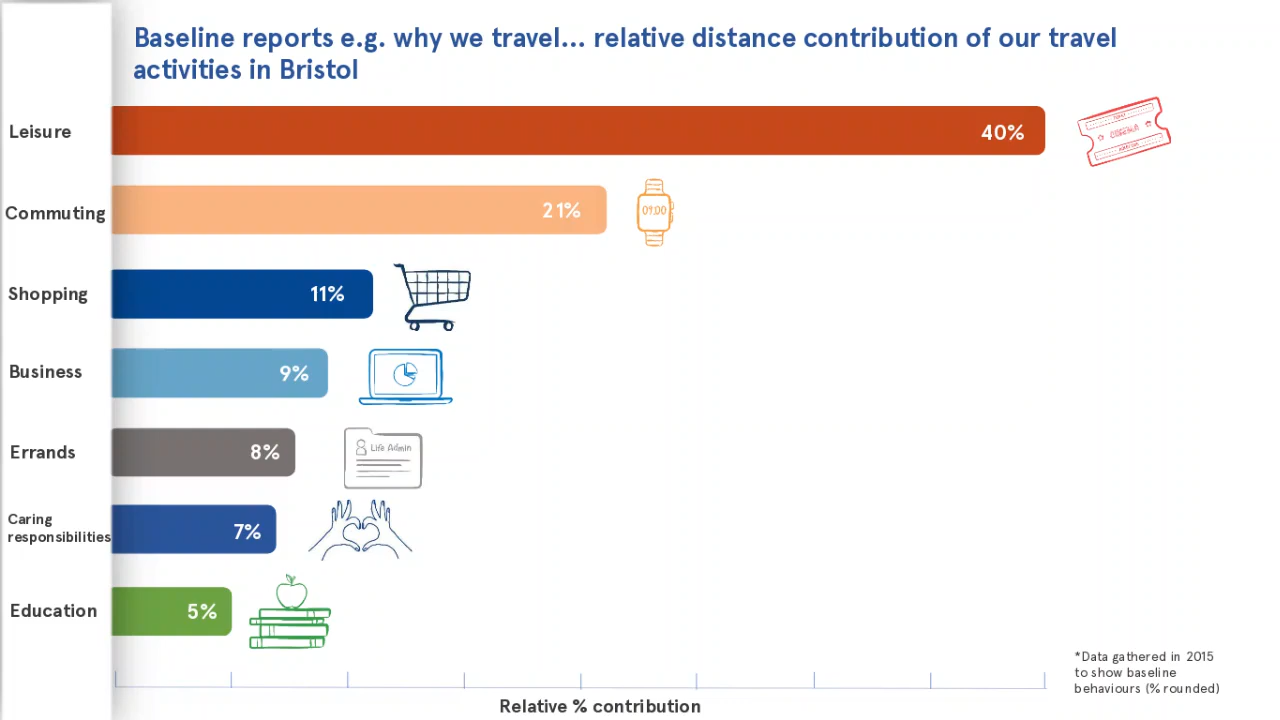 Baseline reports e.g. why we travel... relative distance contribution of our travel
activities in Bristol
Leisure
40%
Commuting
21%
09:00
Shopping
11%
Business
9%
Errands
8%
Life Admin
Caring
responsibilities
7%
Education
5%
*Data gathered in 2015
to show baseline
behaviours (% rounded)
Relative % contribution